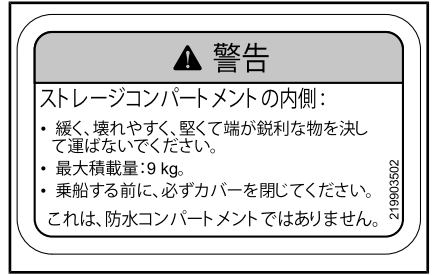 警告
ストレージコンパートメントの内側：
• 緩く、壊れやすく、堅くて端が鋭利な物を決し
て運ばないでください。
• 最大積載量：9 kg。
• 乗船する前に、必ずカバーを閉じてください。
これは、防水コンパートメントではありません。
219903502